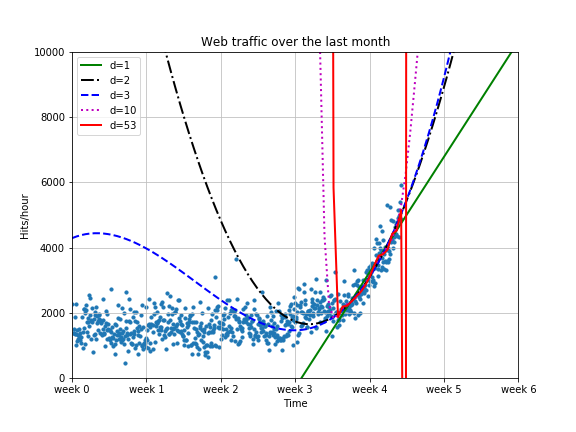 Web traffic over the last month
10000
8000
6000
4000
2000
0
Hits/hour
d=1
d=2
d=3
d=10
d=53
week 0 week 1 week 2 week 3 week 4 week 5 week 6
Time